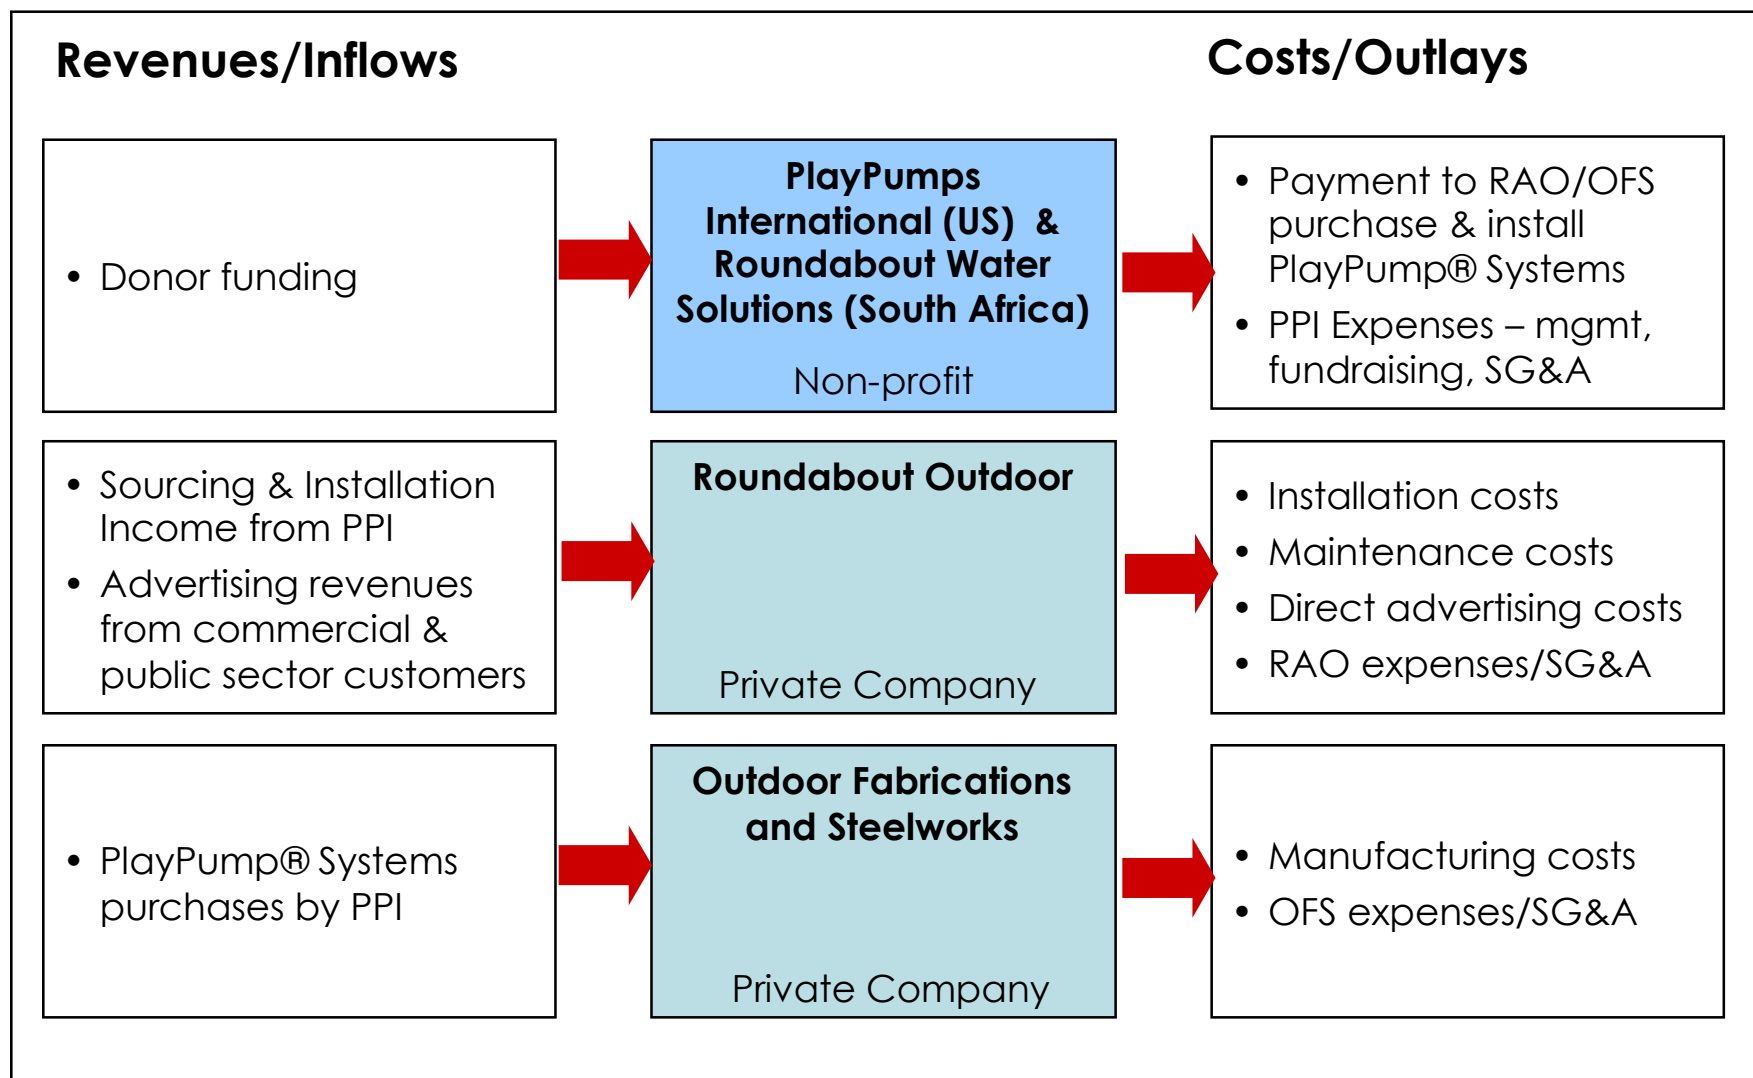 Revenues/Inflows
Costs/Outlays
• Donor funding
PlayPumps
International (US) &
Roundabout Water
Solutions (South Africa)
Non-profit
• Payment to RAO/OFS
purchase & install
PlayPump® Systems
• PPI Expenses – mgmt,
fundraising, SG&A
• Sourcing & Installation
Income from PPI
• Advertising revenues
from commercial &
public sector customers
Roundabout Outdoor
Private Company
• Installation costs
• Maintenance costs
• Direct advertising costs
• RAO expenses/SG&A
• PlayPump® Systems
purchases by PPI
Outdoor Fabrications
and Steelworks
Private Company
• Manufacturing costs
• OFS expenses/SG&A